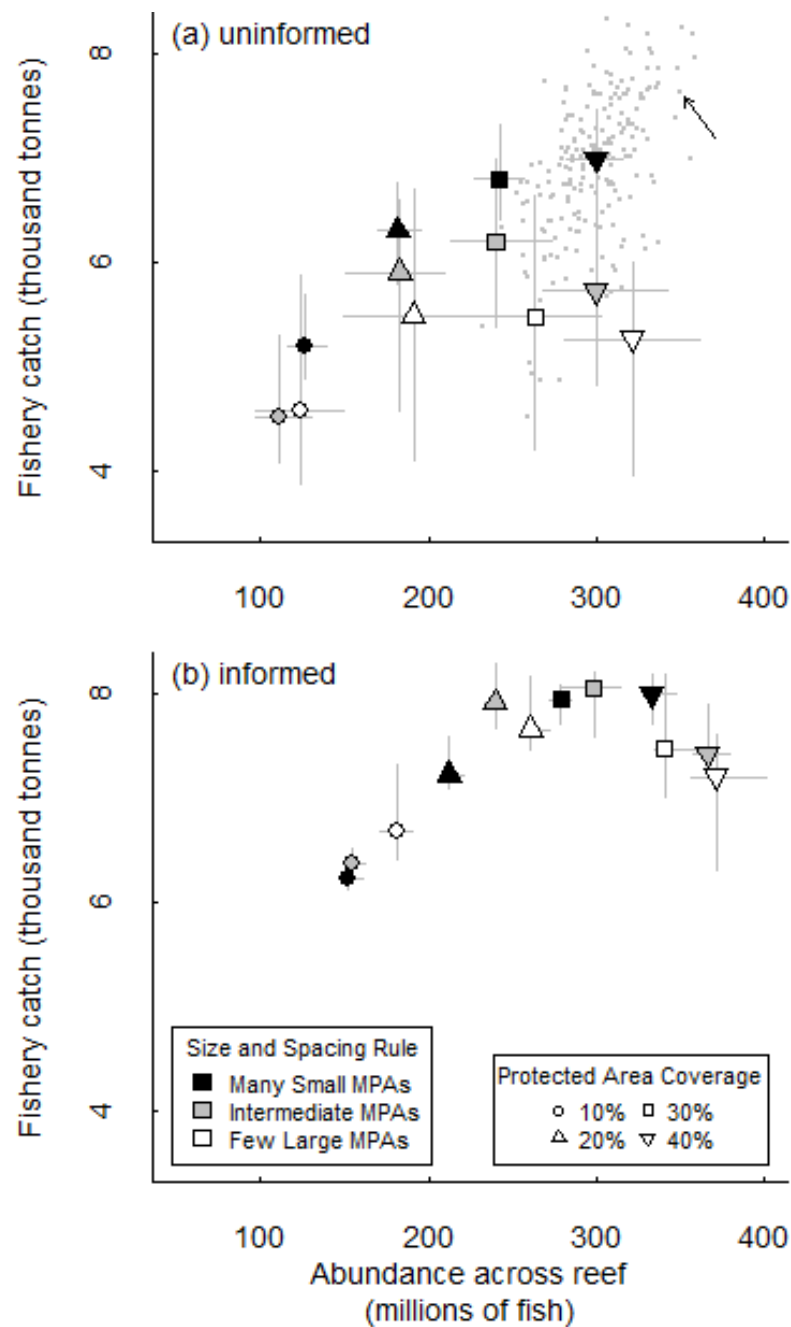 (a) uninformed
Fishery catch (thousand tonnes)
8
6
4
100 200 300 400
(b) informed
Fishery catch (thousand tonnes)
8
6
4
Size and Spacing Rule
Many Small MPAs
Intermediate MPAs
Few Large MPAs
Protected Area Coverage
10% 30%
20% 40%
100 200 300 400
Abundance across reef
(millions of fish)